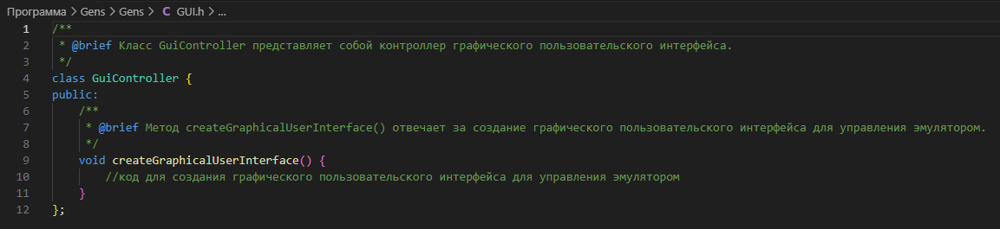 Программа > Gens > Gens > C GUI.h > ...
1 /**
2 * @brief Класс GuiController представляет собой контроллер графического пользовательского интерфейса.
3 */
4 class GuiController {
5 public:
6 /**
7 * @brief Метод createGraphicalUserInterface() отвечает за создание графического пользовательского интерфейса для управления эмулятором.
8 */
9 void createGraphicalUserInterface() {
10 //код для создания графического пользовательского интерфейса для управления эмулятором
11 }
12 };